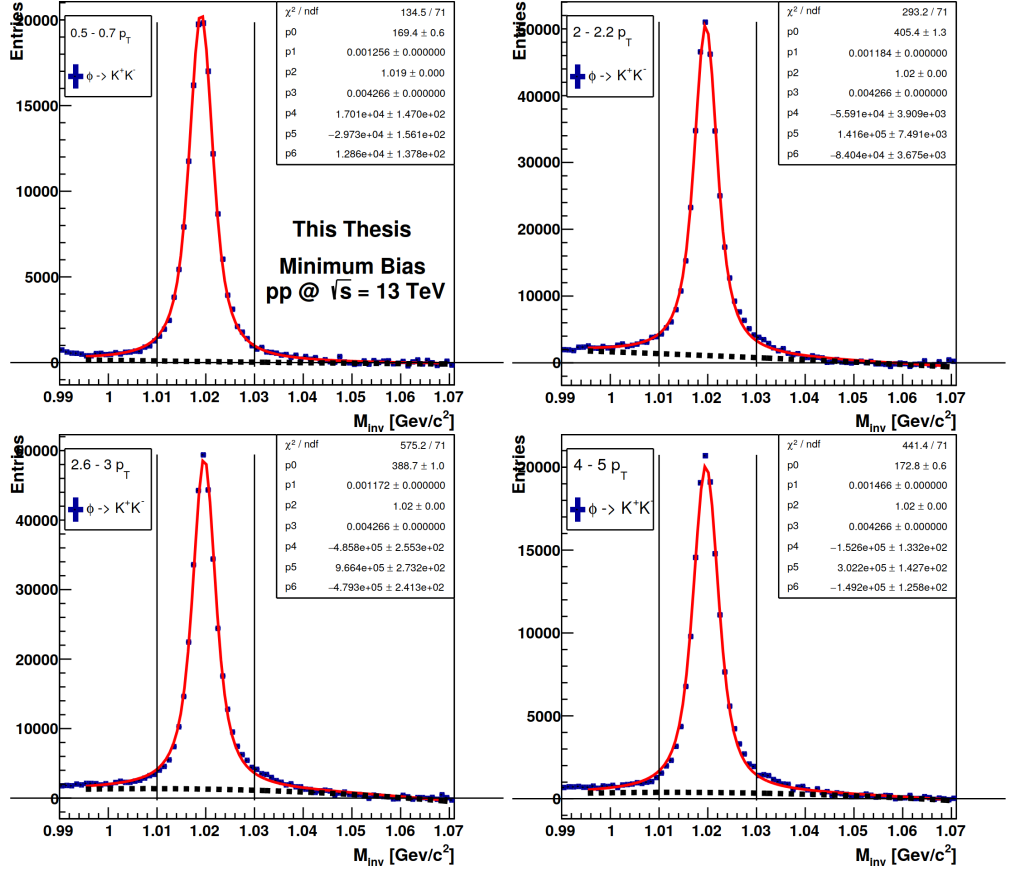 Entries
0.5 - 0.7 p_T
ϕ -> K⁺K⁻
χ² / ndf 134.5 / 71
p0 169.4 ± 0.6
p1 0.001256 ± 0.000000
p2 1.019 ± 0.000
p3 0.004266 ± 0.000000
p4 1.701e+04 ± 1.470e+02
p5 −2.973e+04 ± 1.561e+02
p6 1.286e+04 ± 1.378e+02
This Thesis
Minimum Bias
pp @ √s = 13 TeV
20000
15000
10000
5000
0
0.99 1 1.01 1.02 1.03 1.04 1.05 1.06 1.07
M_inv [Gev/c²]
Entries
2 - 2.2 p_T
ϕ -> K⁺K⁻
χ² / ndf 293.2 / 71
p0 405.4 ± 1.3
p1 0.001184 ± 0.000000
p2 1.02 ± 0.00
p3 0.004266 ± 0.000000
p4 −5.591e+04 ± 3.909e+03
p5 1.416e+05 ± 7.491e+03
p6 −8.404e+04 ± 3.675e+03
50000
40000
30000
20000
10000
0
0.99 1 1.01 1.02 1.03 1.04 1.05 1.06 1.07
M_inv [Gev/c²]
Entries
2.6 - 3 p_T
ϕ -> K⁺K⁻
χ² / ndf 575.2 / 71
p0 388.7 ± 1.0
p1 0.001172 ± 0.000000
p2 1.02 ± 0.00
p3 0.004266 ± 0.000000
p4 −4.858e+05 ± 2.553e+02
p5 9.664e+05 ± 2.732e+02
p6 −4.793e+05 ± 2.413e+02
50000
40000
30000
20000
10000
0
0.99 1 1.01 1.02 1.03 1.04 1.05 1.06 1.07
M_inv [Gev/c²]
Entries
4 - 5 p_T
ϕ -> K⁺K⁻
χ² / ndf 441.4 / 71
p0 172.8 ± 0.6
p1 0.001466 ± 0.000000
p2 1.02 ± 0.00
p3 0.004266 ± 0.000000
p4 −1.526e+05 ± 1.332e+02
p5 3.022e+05 ± 1.427e+02
p6 −1.492e+05 ± 1.258e+02
20000
15000
10000
5000
0
0.99 1 1.01 1.02 1.03 1.04 1.05 1.06 1.07
M_inv [Gev/c²]